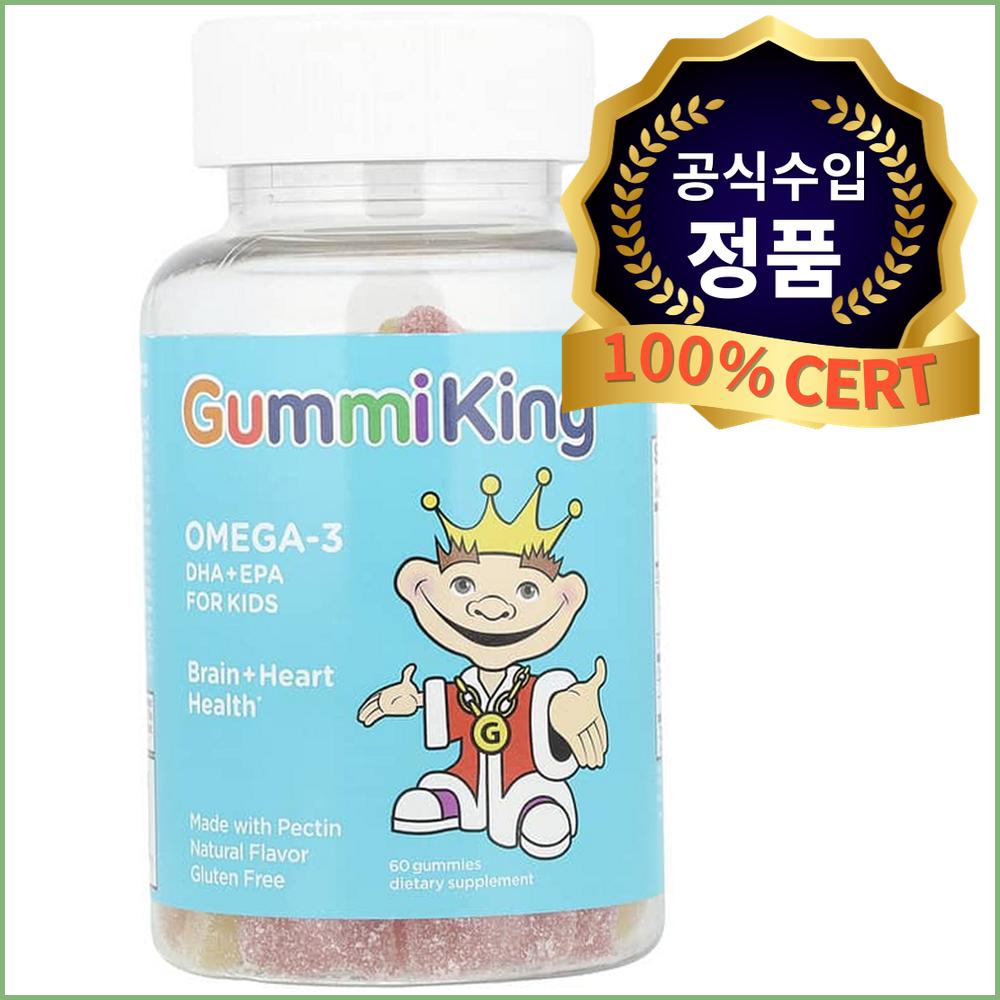 공식수입
정품
100% CERT
GummiKing
OMEGA-3
DHA+EPA
FOR KIDS
Brain+Heart
Health*
G
Made with Pectin
Natural Flavor
Gluten Free
60 gummies
dietary supplement